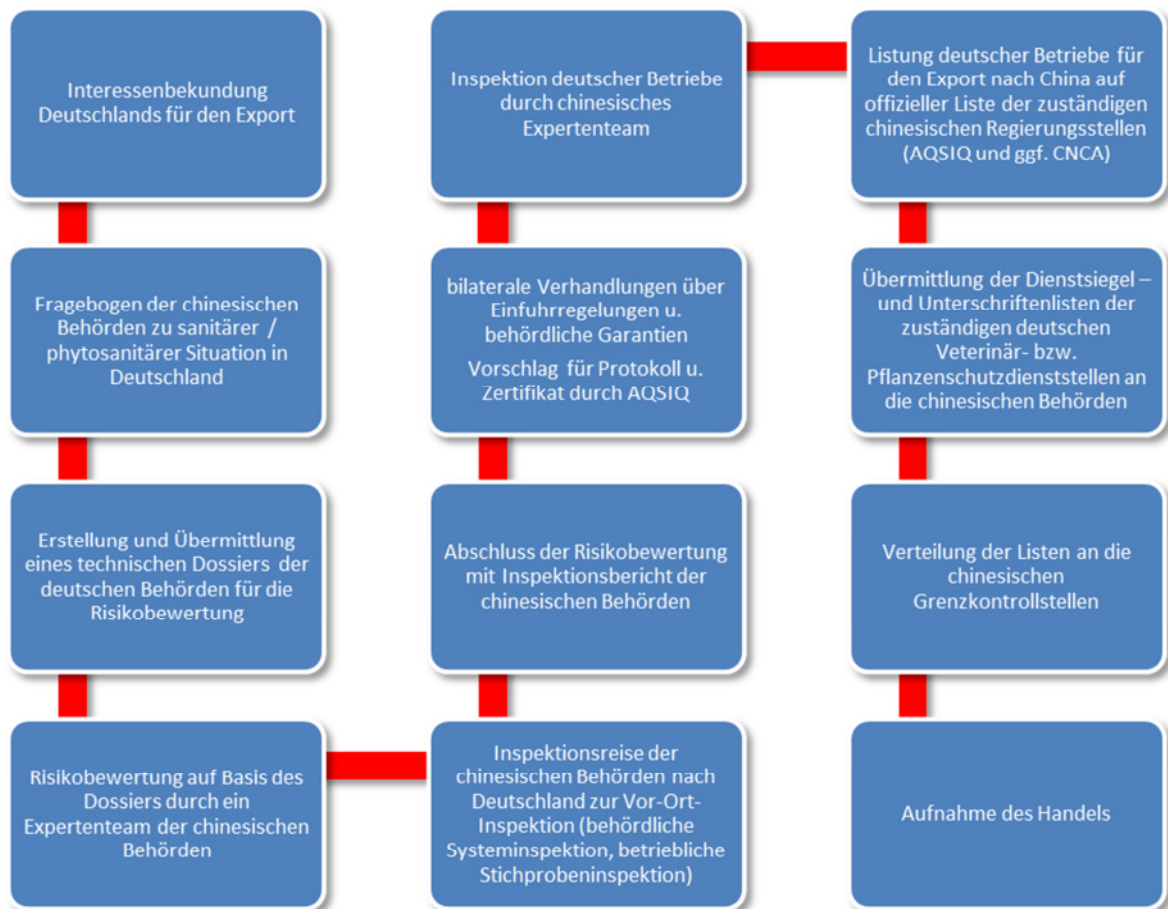 Interessenbekundung
Deutschlands für den Export
Fragebogen der chinesischen
Behörden zu sanitärer /
phytosanitärer Situation in
Deutschland
Erstellung und Übermittlung
eines technischen Dossiers der
deutschen Behörden für die
Risikobewertung
Risikobewertung auf Basis des
Dossiers durch ein
Expertenteam der chinesischen
Behörden
Inspektionsreise der
chinesischen Behörden nach
Deutschland zur Vor-Ort-
Inspektion (behördliche
Systeminspektion, betriebliche
Stichprobeninspektion)
Abschluss der Risikobewertung
mit Inspektionsbericht der
chinesischen Behörden
bilaterale Verhandlungen über
Einfuhrregelungen u.
behördliche Garantien
Vorschlag für Protokoll u.
Zertifikat durch AQSIQ
Inspektion deutscher Betriebe
durch chinesisches
Expertenteam
Listung deutscher Betriebe für
den Export nach China auf
offizieller Liste der zuständigen
chinesischen Regierungsstellen
(AQSIQ und ggf. CNCA)
Übermittlung der Dienstsiegel –
und Unterschriftenlisten der
zuständigen deutschen
Veterinär- bzw.
Pflanzenschutzdienststellen an
die chinesischen Behörden
Verteilung der Listen an die
chinesischen
Grenzkontrollstellen
Aufnahme des Handels